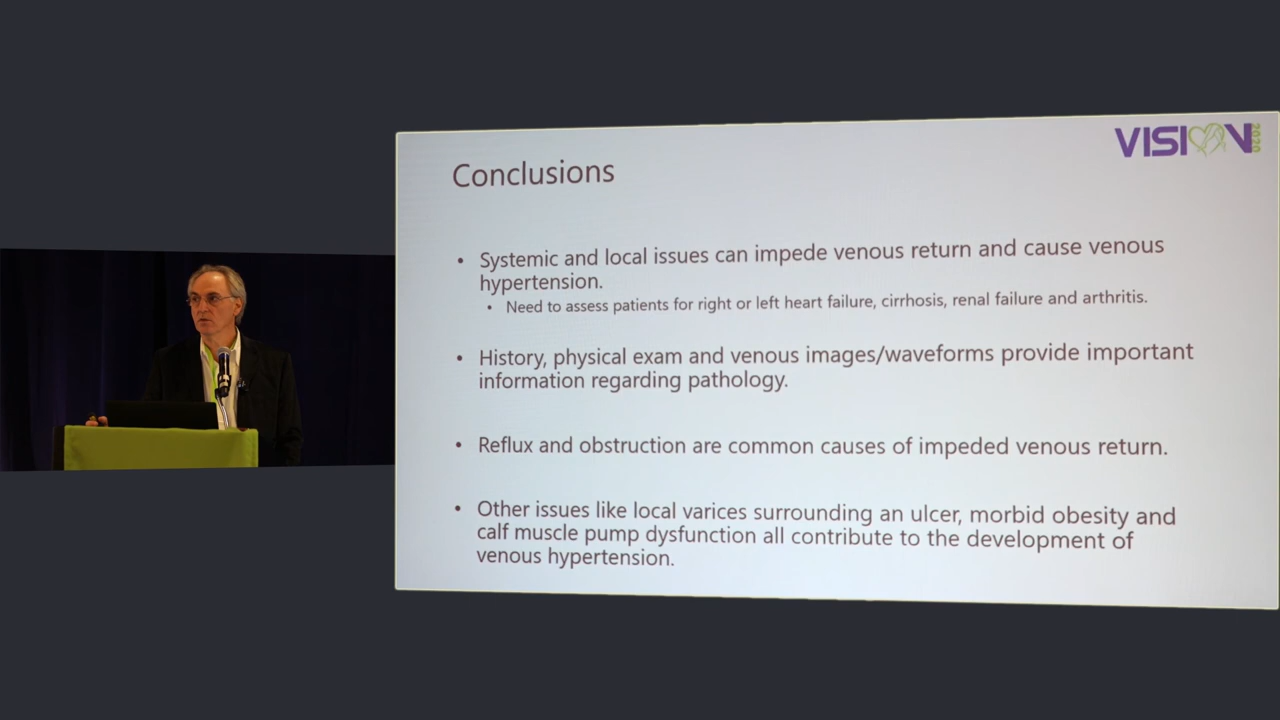 VISION 2020
Conclusions
• Systemic and local issues can impede venous return and cause venous
hypertension.
• Need to assess patients for right or left heart failure, cirrhosis, renal failure and arthritis.
• History, physical exam and venous images/waveforms provide important
information regarding pathology.
• Reflux and obstruction are common causes of impeded venous return.
• Other issues like local varices surrounding an ulcer, morbid obesity and
calf muscle pump dysfunction all contribute to the development of
venous hypertension.